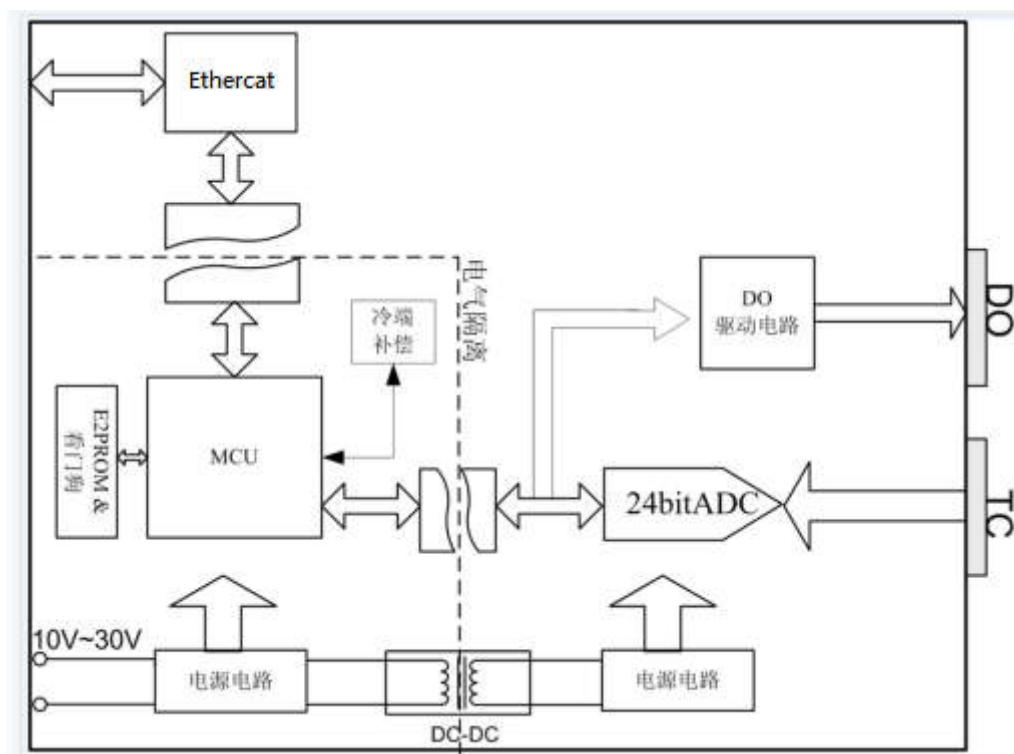 Ethercat
电气隔离
冷端
补偿
DO
驱动电路
DO
E2PROM &
看门狗
MCU
24bitADC
TC
10V~30V
电源电路
电源电路
DC-DC